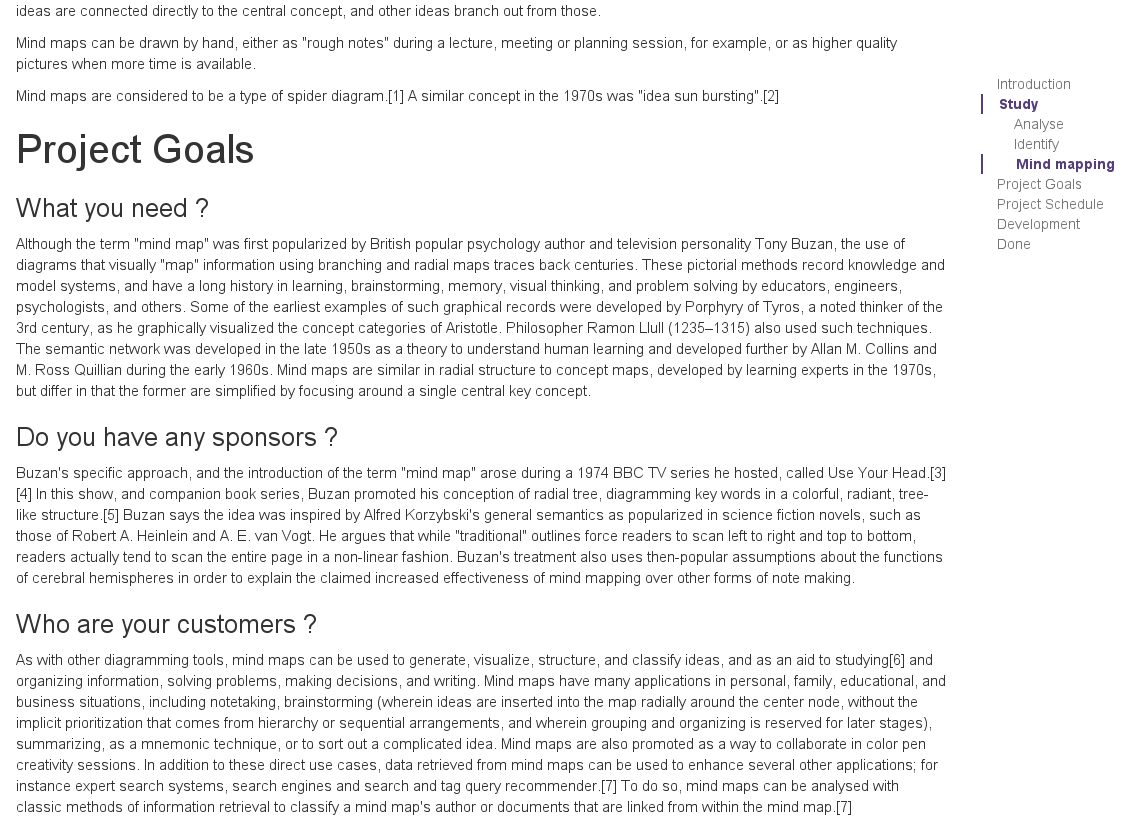 ideas are connected directly to the central concept, and other ideas branch out from those.
Mind maps can be drawn by hand, either as "rough notes" during a lecture, meeting or planning session, for example, or as higher quality
pictures when more time is available.
Mind maps are considered to be a type of spider diagram.[1] A similar concept in the 1970s was "idea sun bursting".[2]
Project Goals
What you need ?
Although the term "mind map" was first popularized by British popular psychology author and television personality Tony Buzan, the use of
diagrams that visually "map" information using branching and radial maps traces back centuries. These pictorial methods record knowledge and
model systems, and have a long history in learning, brainstorming, memory, visual thinking, and problem solving by educators, engineers,
psychologists, and others. Some of the earliest examples of such graphical records were developed by Porphyry of Tyros, a noted thinker of the
3rd century, as he graphically visualized the concept categories of Aristotle. Philosopher Ramon Llull (1235–1315) also used such techniques.
The semantic network was developed in the late 1950s as a theory to understand human learning and developed further by Allan M. Collins and
M. Ross Quillian during the early 1960s. Mind maps are similar in radial structure to concept maps, developed by learning experts in the 1970s,
but differ in that the former are simplified by focusing around a single central key concept.
Do you have any sponsors ?
Buzan's specific approach, and the introduction of the term "mind map" arose during a 1974 BBC TV series he hosted, called Use Your Head.[3]
[4] In this show, and companion book series, Buzan promoted his conception of radial tree, diagramming key words in a colorful, radiant, tree-
like structure.[5] Buzan says the idea was inspired by Alfred Korzybski's general semantics as popularized in science fiction novels, such as
those of Robert A. Heinlein and A. E. van Vogt. He argues that while "traditional" outlines force readers to scan left to right and top to bottom,
readers actually tend to scan the entire page in a non-linear fashion. Buzan's treatment also uses then-popular assumptions about the functions
of cerebral hemispheres in order to explain the claimed increased effectiveness of mind mapping over other forms of note making.
Who are your customers ?
As with other diagramming tools, mind maps can be used to generate, visualize, structure, and classify ideas, and as an aid to studying[6] and
organizing information, solving problems, making decisions, and writing. Mind maps have many applications in personal, family, educational, and
business situations, including notetaking, brainstorming (wherein ideas are inserted into the map radially around the center node, without the
implicit prioritization that comes from hierarchy or sequential arrangements, and wherein grouping and organizing is reserved for later stages),
summarizing, as a mnemonic technique, or to sort out a complicated idea. Mind maps are also promoted as a way to collaborate in color pen
creativity sessions. In addition to these direct use cases, data retrieved from mind maps can be used to enhance several other applications; for
instance expert search systems, search engines and search and tag query recommender.[7] To do so, mind maps can be analysed with
classic methods of information retrieval to classify a mind map's author or documents that are linked from within the mind map.[7]
Introduction
Study
Analyse
Identify
Mind mapping
Project Goals
Project Schedule
Development
Done